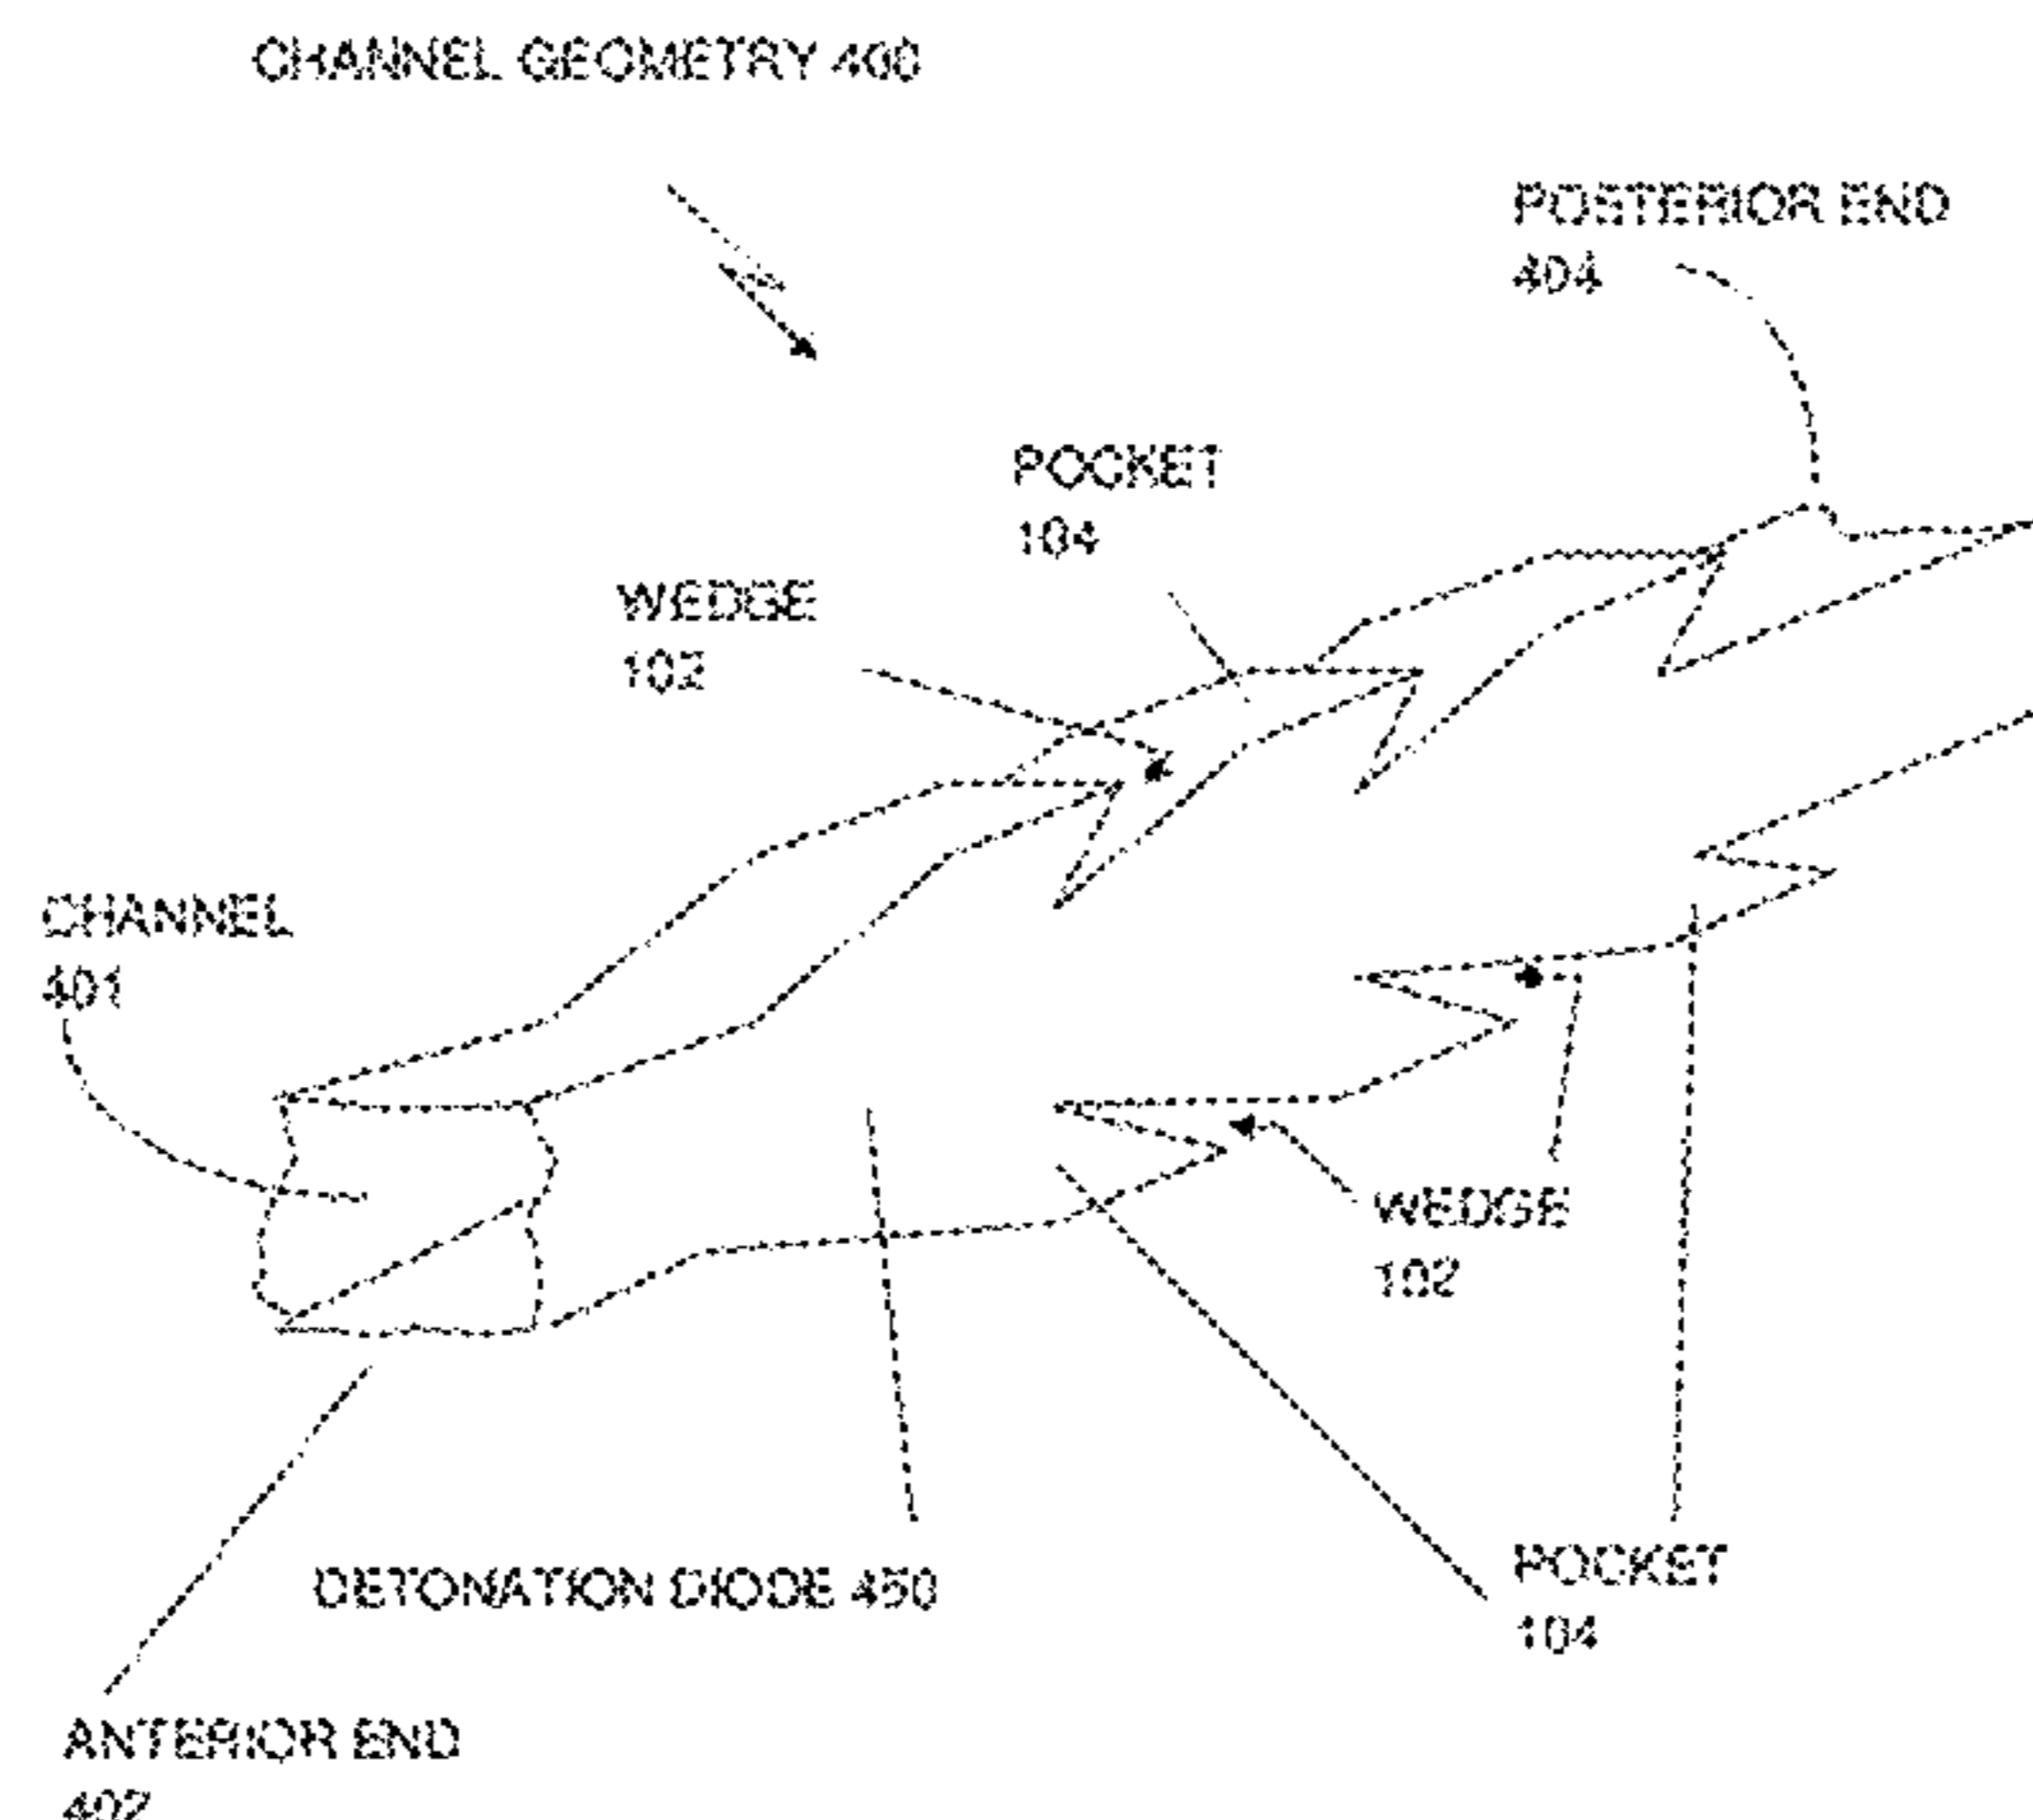 CHANNEL GEOMETRY 400
POSTERIOR END
404
POCKET
104
WEDGE
102
CHANNEL
401
WEDGE
102
DETONATION DIODE 450
POCKET
104
ANTERIOR END
402